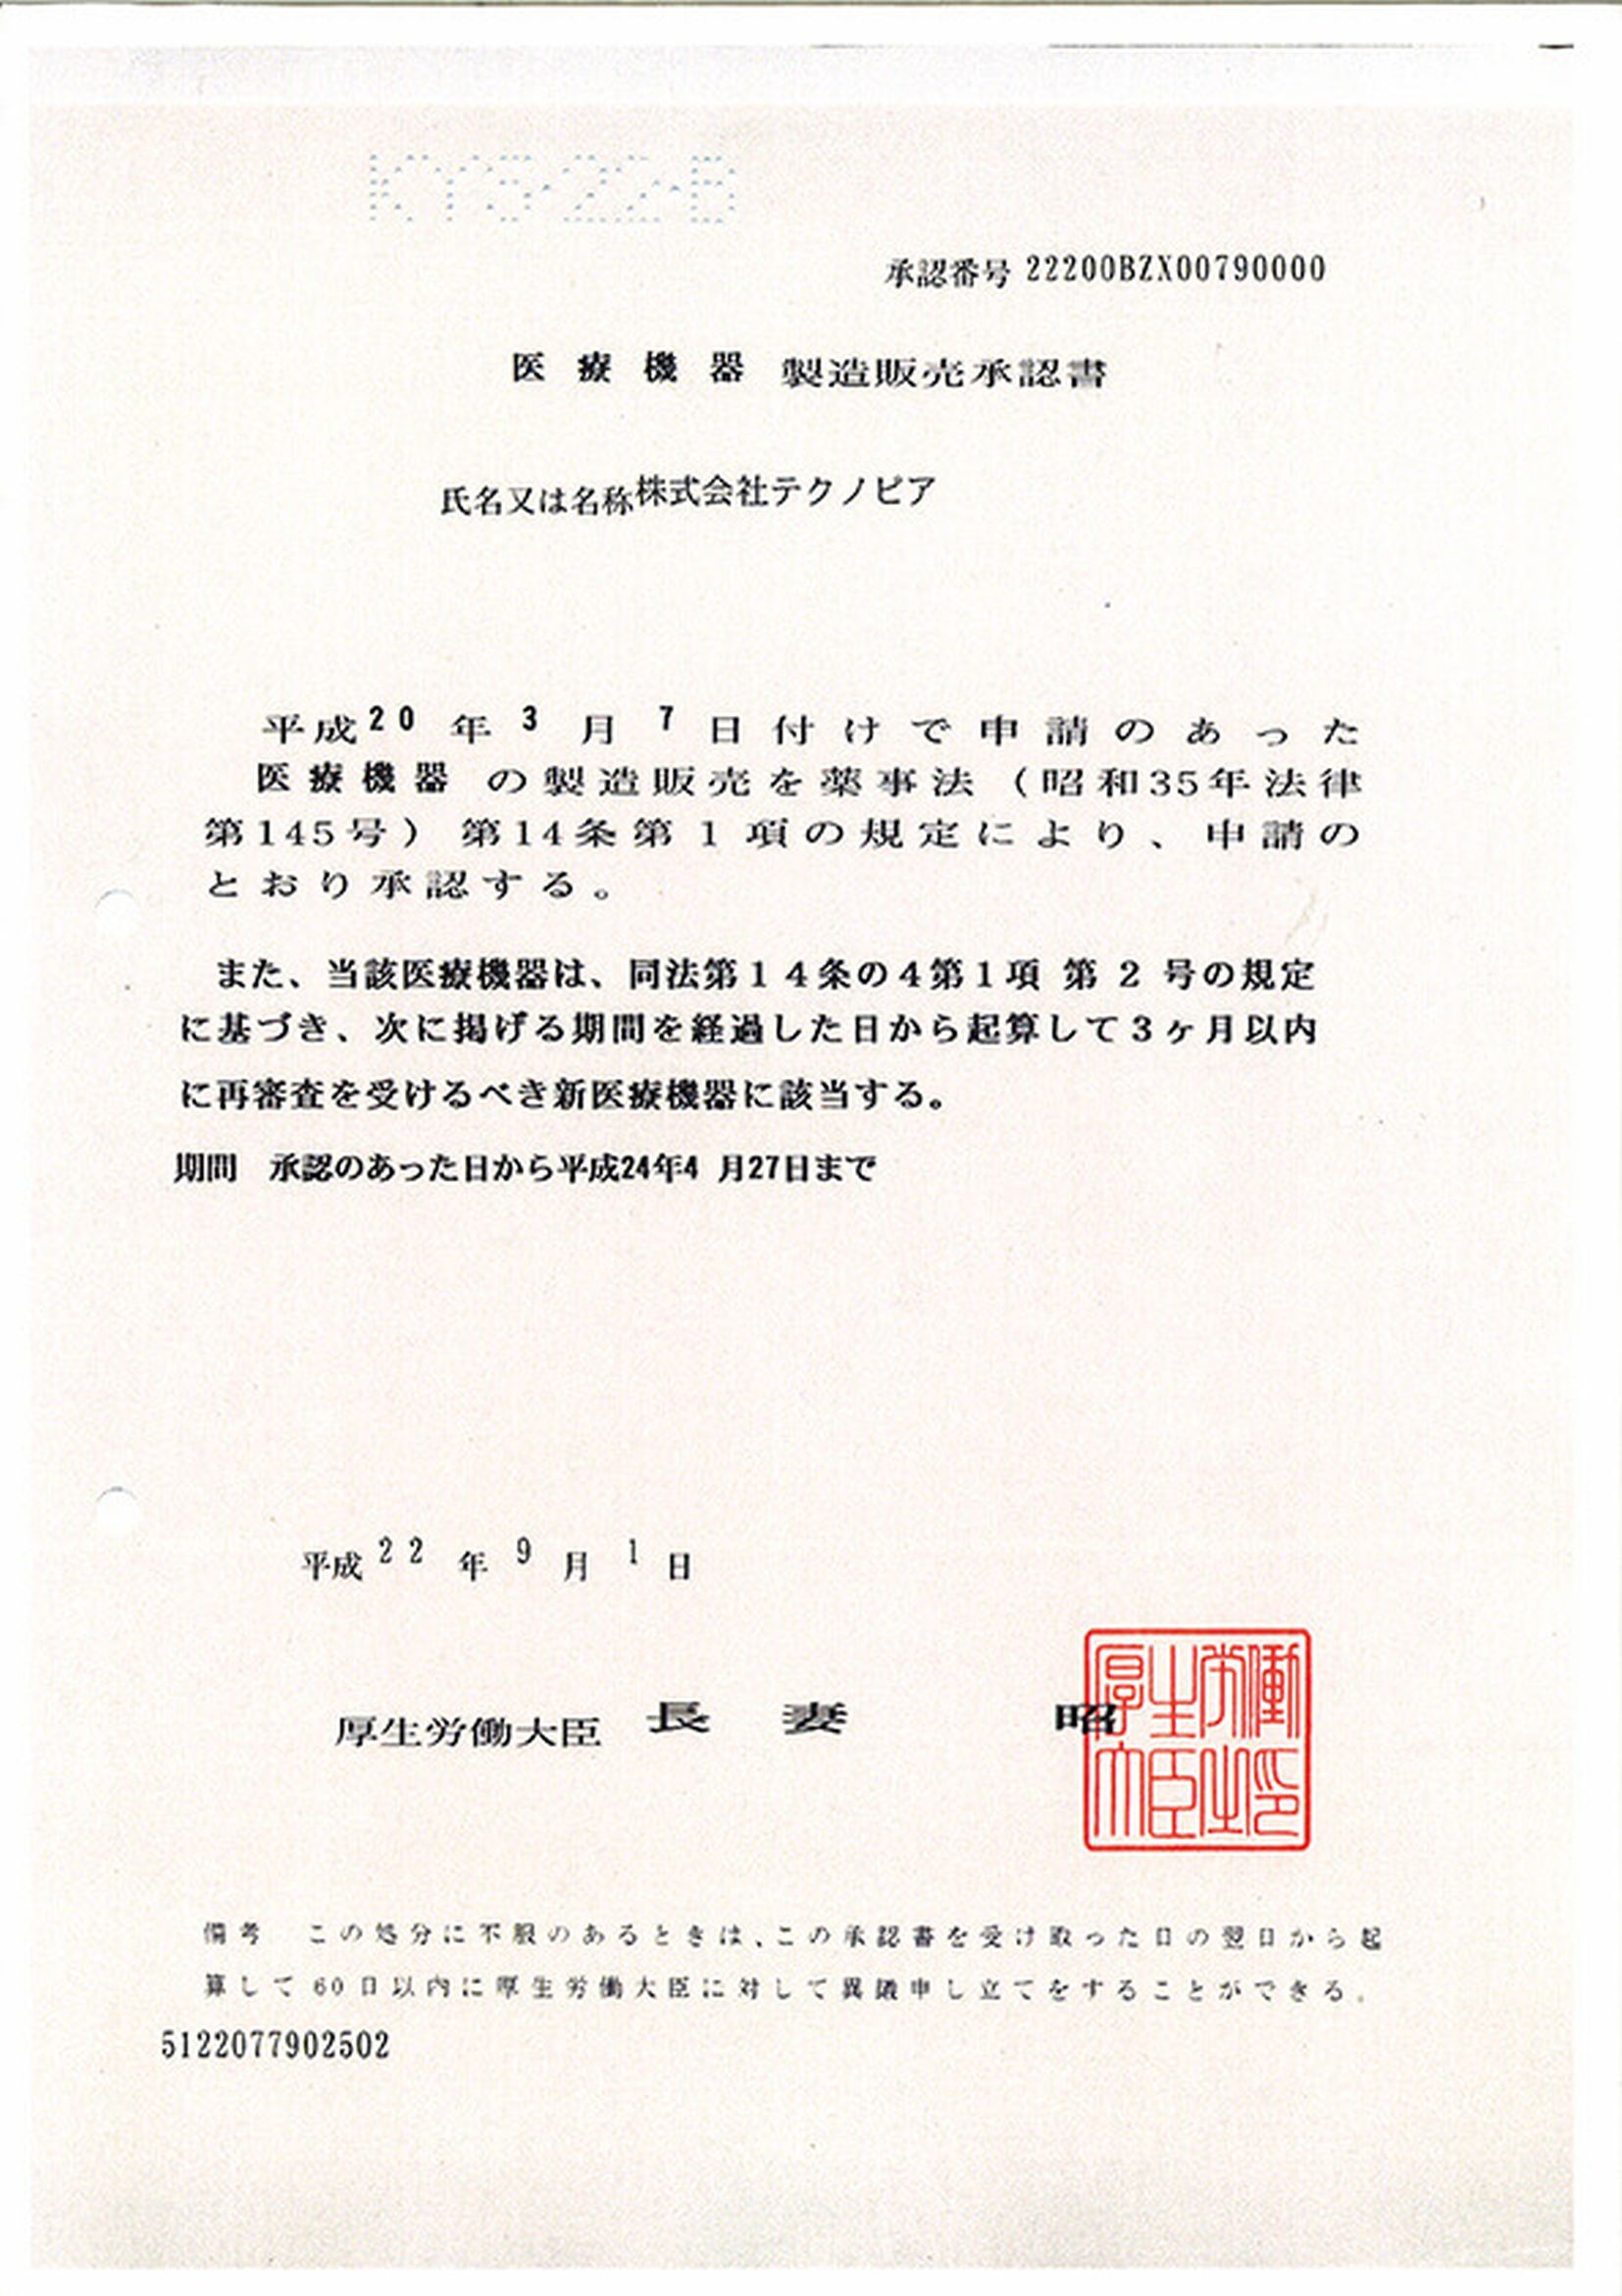 承認番号 22200BZX00790000
医療機器 製造販売承認書
氏名又は名称株式会社テクノピア
平成20年3月7日付けで申請のあった
医療機器の製造販売を薬事法（昭和35年法律
第145号）第14条第1項の規定により、申請の
とおり承認する。
また、当該医療機器は、同法第１４条の４第１項 第 2 号の規定
に基づき、次に掲げる期間を経過した日から起算して３ヶ月以内
に再審査を受けるべき新医療機器に該当する。
期間　承認のあった日から平成24年4 月27日まで
平成22年9月1日
厚生労働大臣 長妻 昭
厚生労働
大臣之印
備考　この処分に不服のあるときは、この承認書を受け取った日の翌日から起
算して60日以内に厚生労働大臣に対して異議申し立てをすることができる。
5122077902502